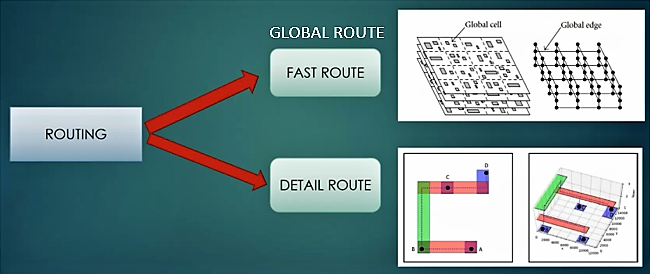 GLOBAL ROUTE
FAST ROUTE
ROUTING
DETAIL ROUTE
Global cell
Global edge
D
C
B
A